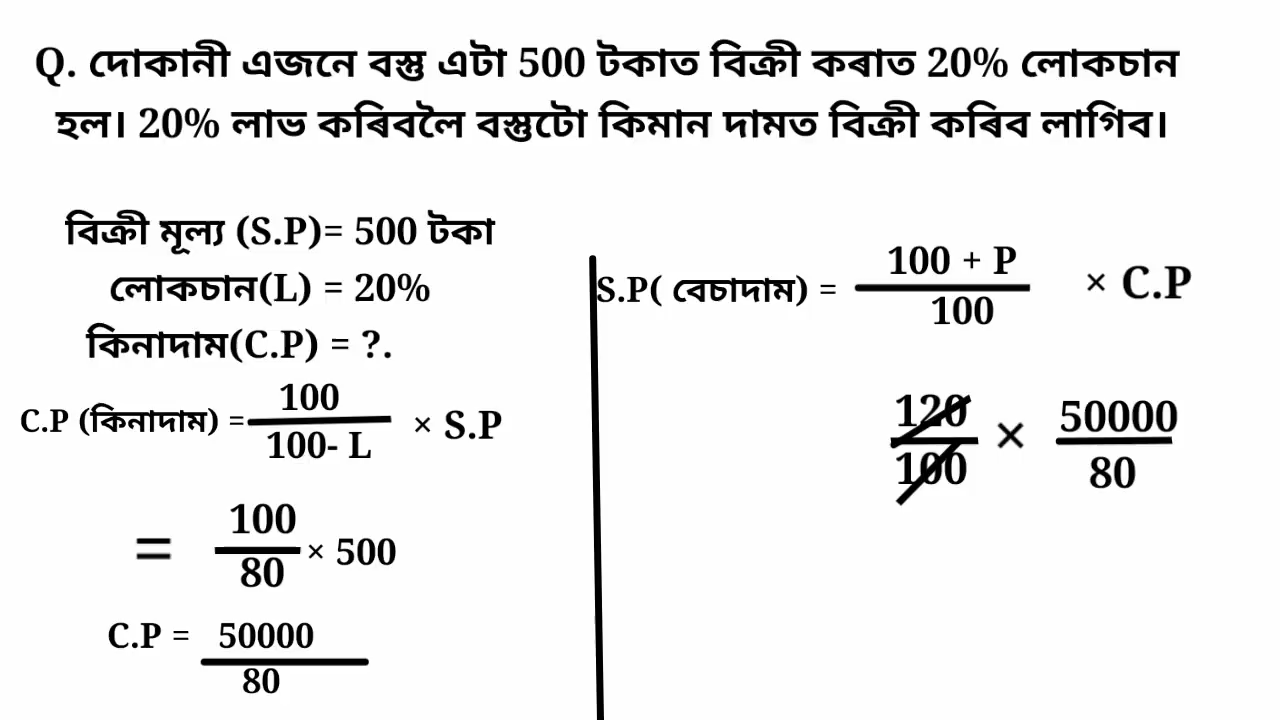 Q. দোকানী এজনে বস্তু এটা 500 টকাত বিক্ৰী কৰাত 20% লোকচান
হল। 20% লাভ কৰিবলৈ বস্তুটো কিমান দামত বিক্ৰী কৰিব লাগিব।
বিক্ৰী মূল্য (S.P)= 500 টকা
লোকচান(L) = 20%
কিনাদাম(C.P) = ?.
C.P (কিনাদাম) =
100
100- L
× S.P
=
100
80
× 500
C.P =
50000
80
S.P( বেচাদাম) =
100 + P
100
× C.P
120
100
×
50000
80